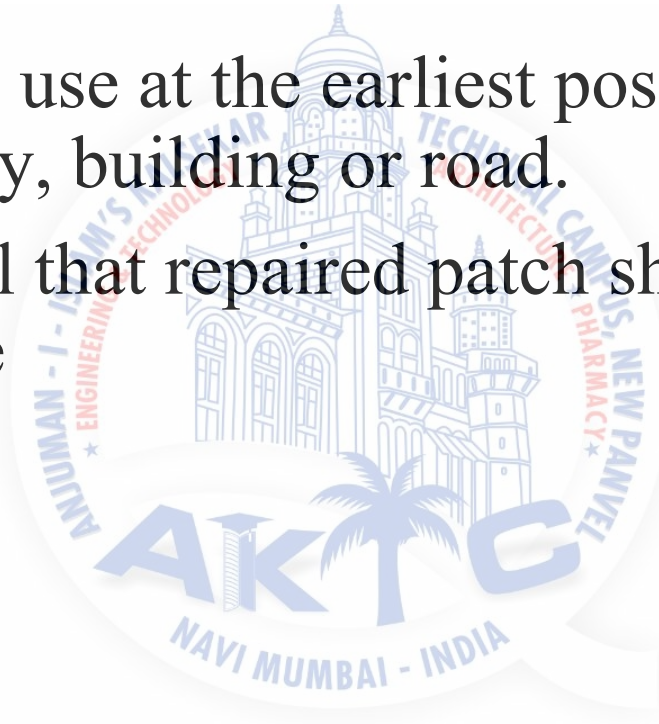 use at the earliest pos
y, building or road.
l that repaired patch sh
e
ANJUMAN - I - ISLAM'S KALSEKAR TECHNICAL CAMPUS, NEW PANVEL
ENGINEERING & TECHNOLOGY ARCHITECTURE PHARMACY
AKTC
NAVI MUMBAI - INDIA